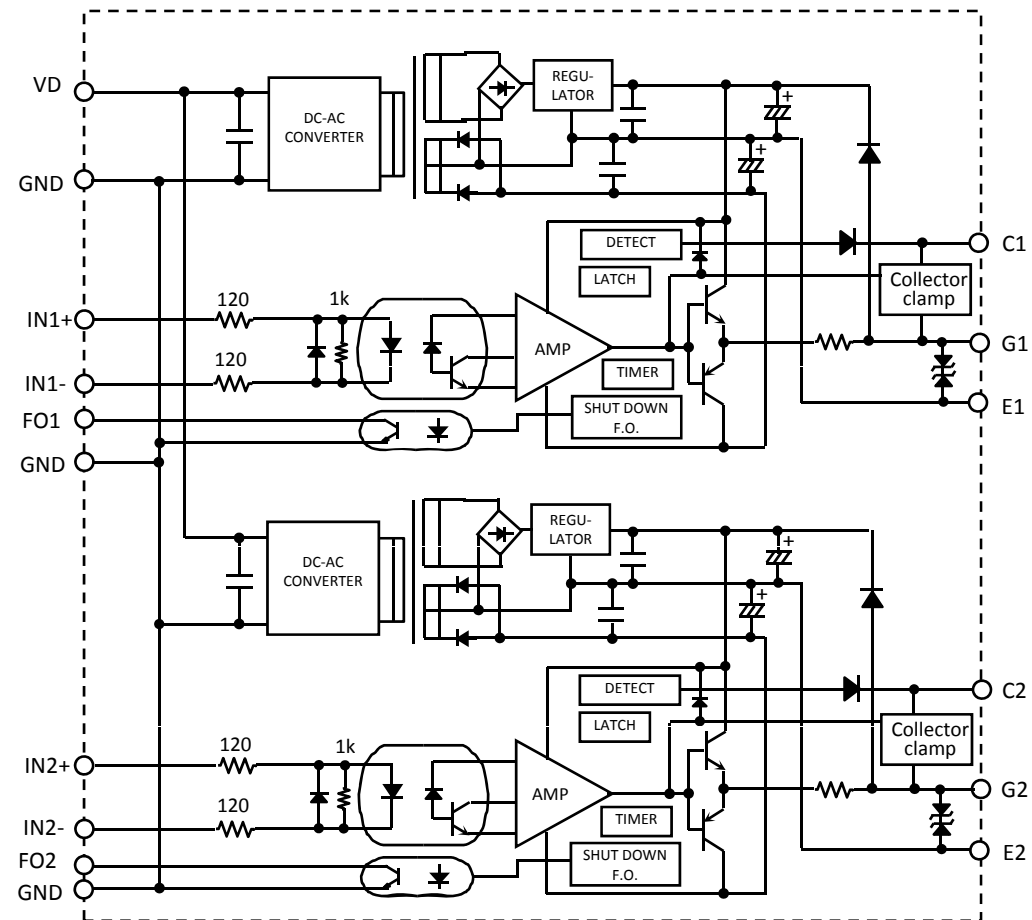 VD
DC-AC
CONVERTER
REGU-
LATOR
+
+
GND
C1
DETECT
LATCH
Collector
clamp
IN1+
120
1k
AMP
G1
IN1-
120
TIMER
E1
FO1
SHUT DOWN
F.O.
GND
DC-AC
CONVERTER
REGU-
LATOR
+
+
C2
DETECT
LATCH
Collector
clamp
IN2+
120
1k
AMP
G2
IN2-
120
TIMER
E2
FO2
SHUT DOWN
F.O.
GND